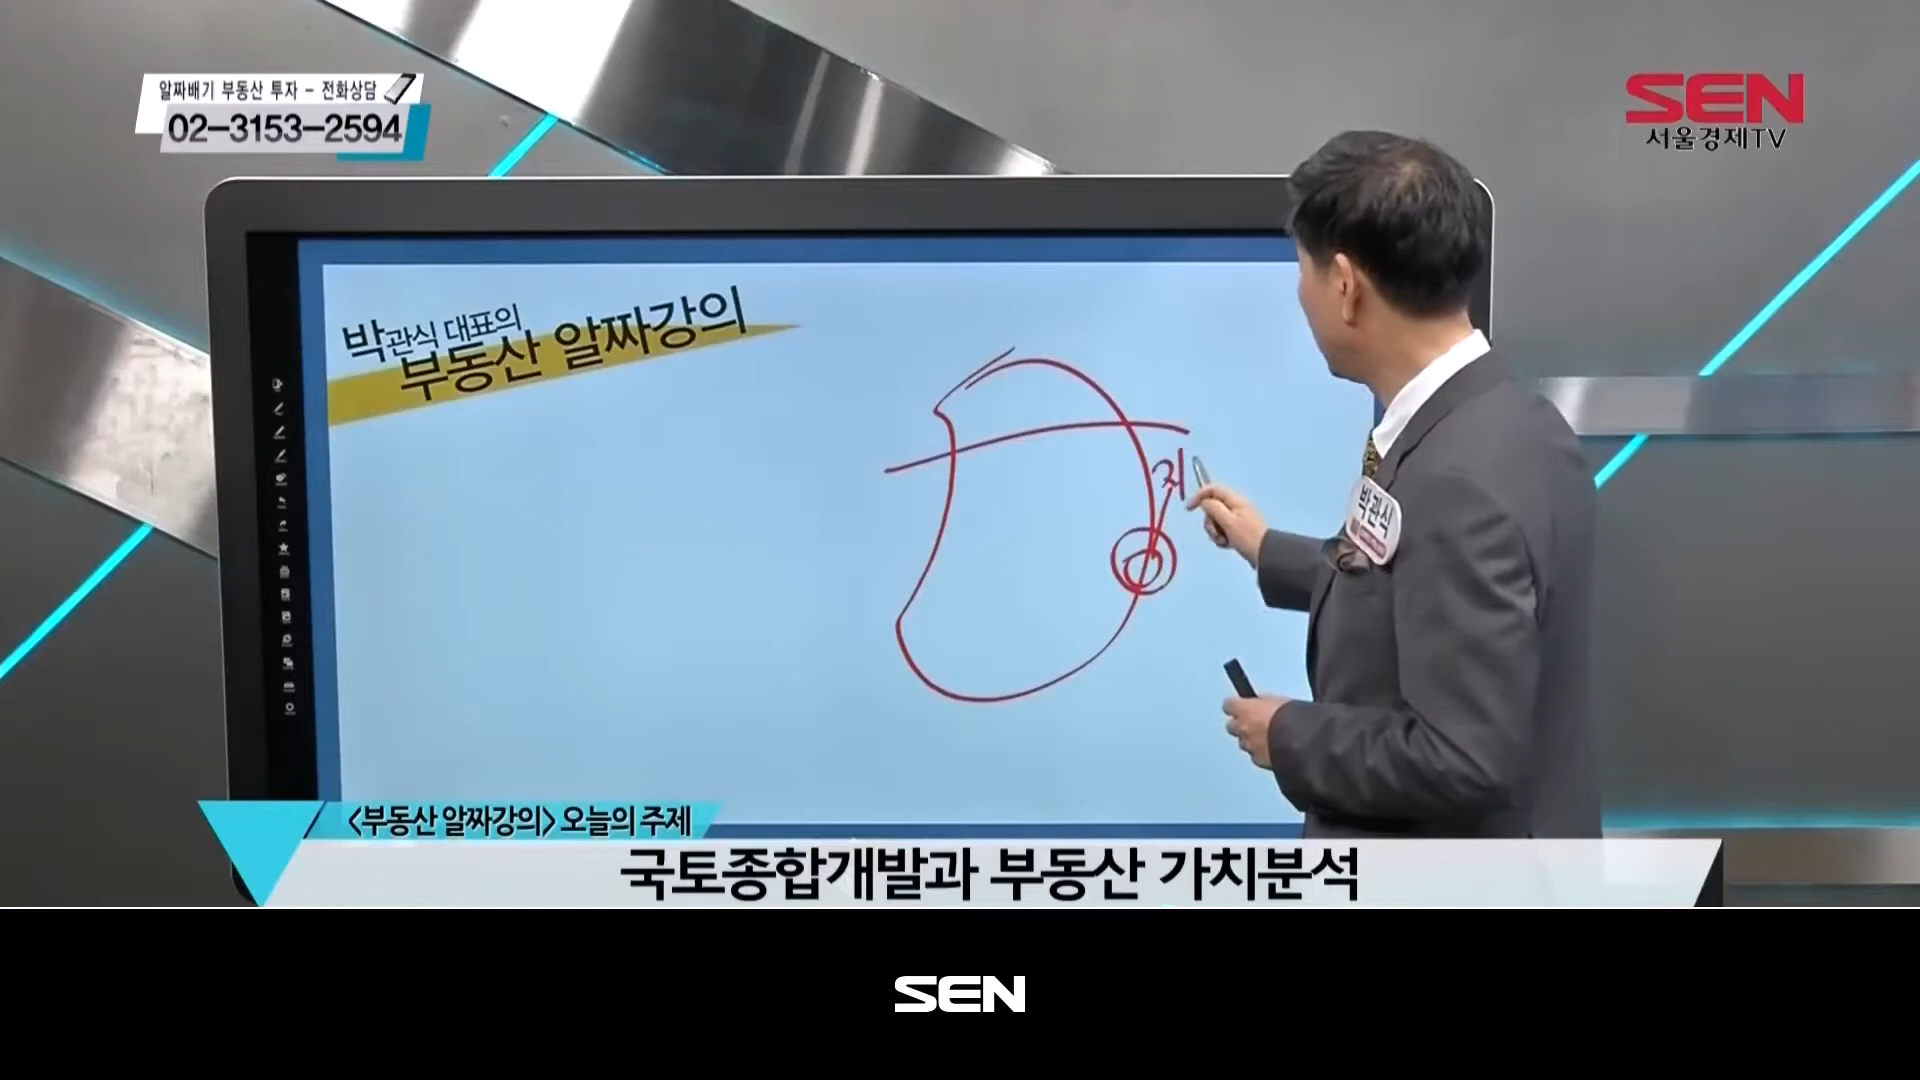 알짜배기 부동산 투자 - 전화상담
02-3153-2594
SEN
서울경제TV
박관식 대표의
부동산 알짜강의
지
박관식
<부동산 알짜강의> 오늘의 주제
국토종합개발과 부동산 가치분석
SEN